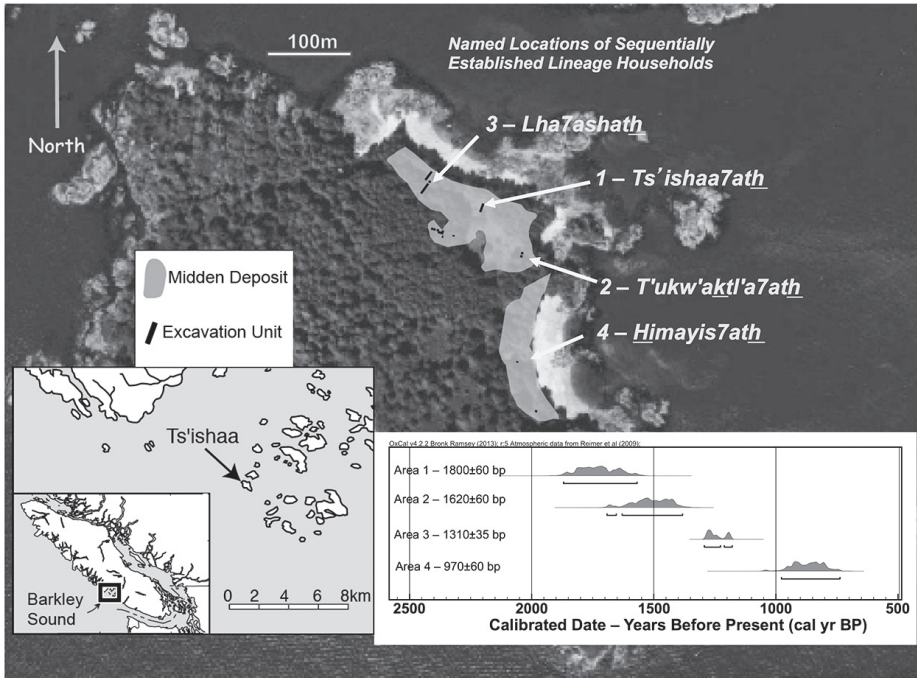 100m
Named Locations of Sequentially
Established Lineage Households
North
3 – Lha7ashath
1 – Ts'ishaa7ath
2 – T'ukw'aktl'a7ath
4 – Himayis7ath
Midden Deposit
Excavation Unit
Ts'ishaa
Barkley
Sound
0 2 4 6 8km
OxCal v4.2.2 Bronk Ramsey (2013); r:5 Atmospheric data from Reimer et al (2009);
Area 1 – 1800±60 bp
Area 2 – 1620±60 bp
Area 3 – 1310±35 bp
Area 4 – 970±60 bp
2500 2000 1500 1000 500
Calibrated Date – Years Before Present (cal yr BP)